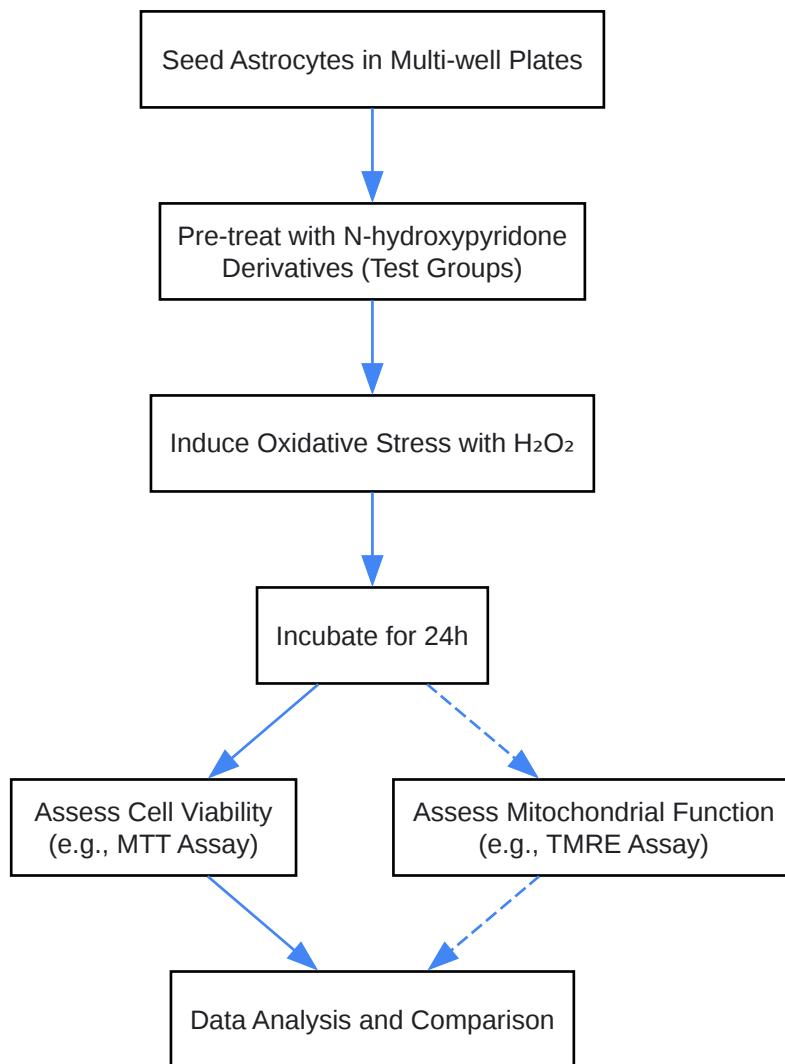 Seed Astrocytes in Multi-well Plates
Pre-treat with N-hydroxypyridone
Derivatives (Test Groups)
Induce Oxidative Stress with H₂O₂
Incubate for 24h
Assess Cell Viability
(e.g., MTT Assay)
Assess Mitochondrial Function
(e.g., TMRE Assay)
Data Analysis and Comparison